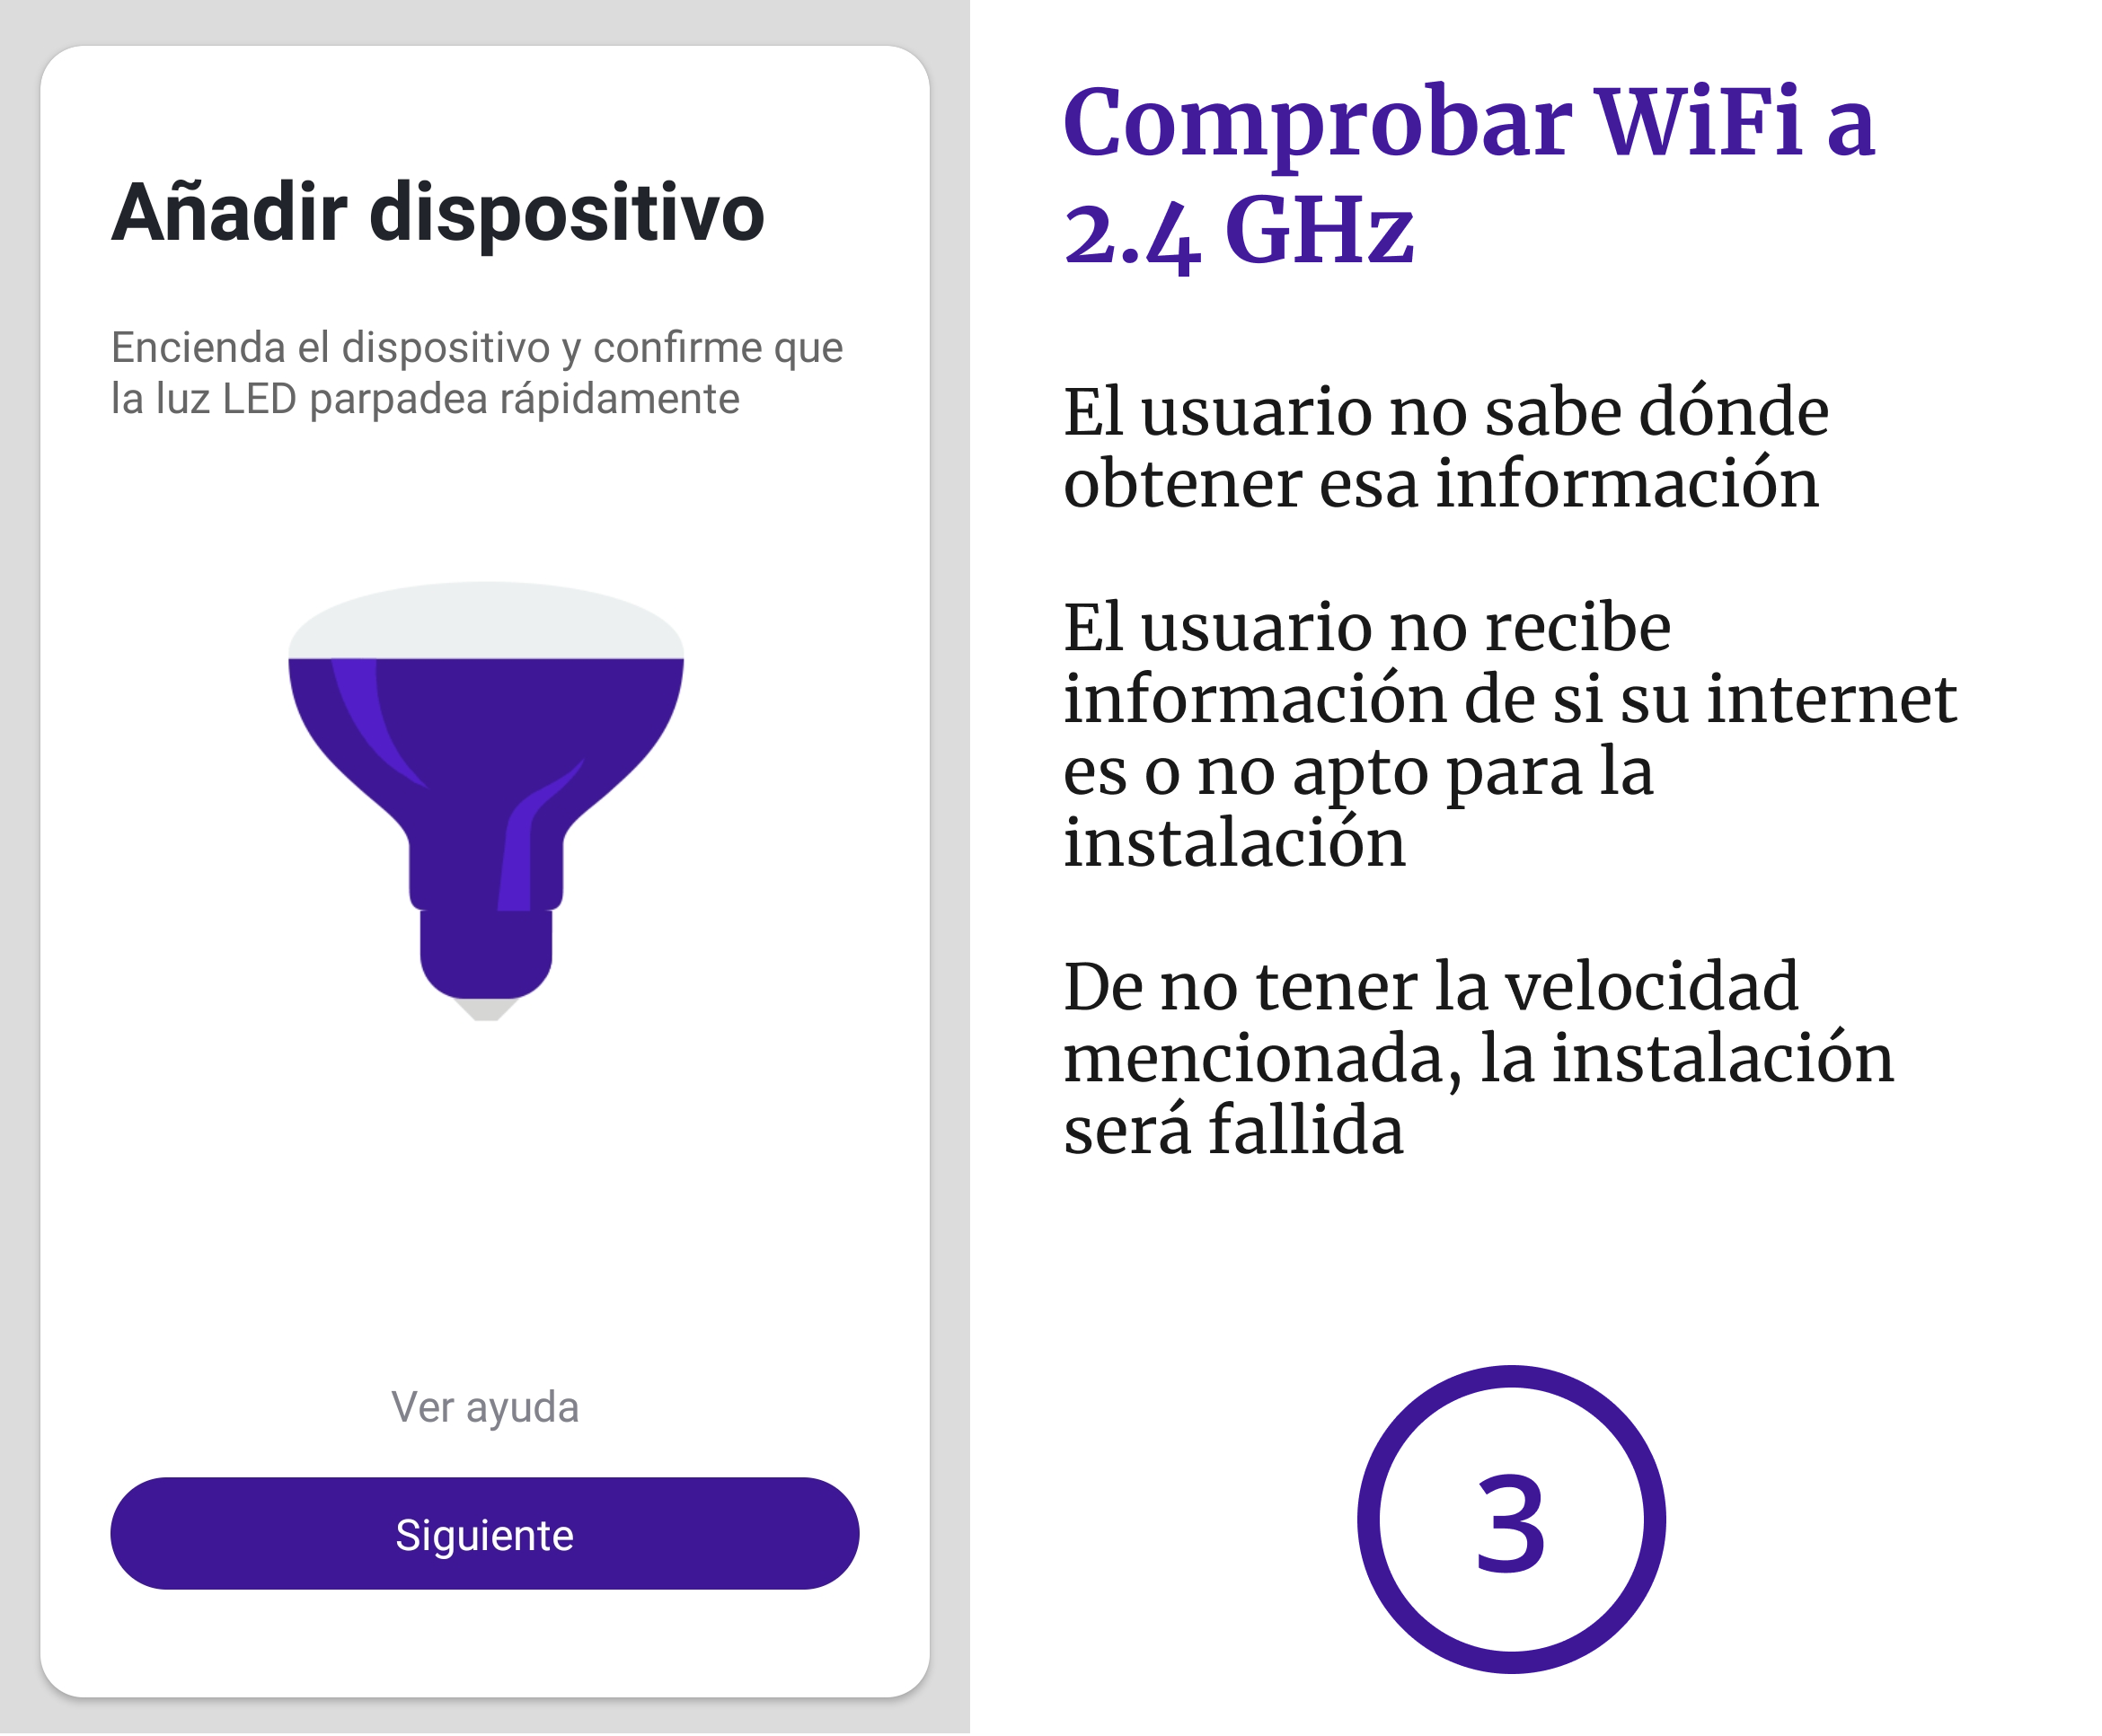 Añadir dispositivo
Encienda el dispositivo y confirme que
la luz LED parpadea rápidamente
Ver ayuda
Siguiente
Comprobar WiFi a
2.4 GHz
El usuario no sabe dónde
obtener esa información
El usuario no recibe
información de si su internet
es o no apto para la
instalación
De no tener la velocidad
mencionada, la instalación
será fallida
3